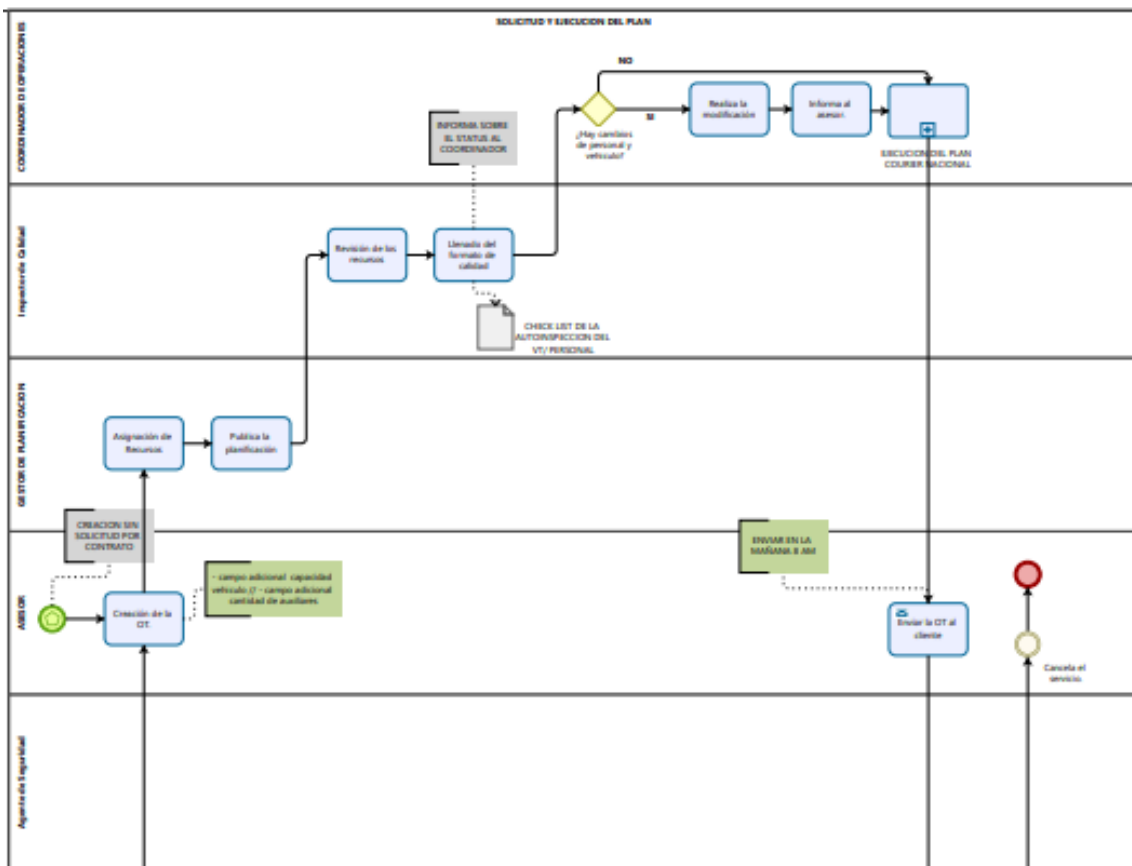 SOLICITUD Y EJECUCION DEL PLAN
COORDINADOR DE OPERACIONES
NO
SI
¿Hay cambios
de personal y
vehiculo?
Realiza la
modificación
Informa al
asesor.
EJECUCION DEL PLAN
COURIER NACIONAL
INFORMA SOBRE
EL STATUS AL
COORDINADOR
Inspector de Calidad
Revisión de los
recursos
Llenado del
formato de
calidad
CHECK LIST DE LA
AUTOINSPECCION DEL
VT/ PERSONAL
GESTOR DE PLANIFICACION
Asignación de
Recursos
Publica la
planificación
CREACION SIN
SOLICITUD POR
CONTRATO
ASESOR
Creación de la
OT.
- campo adicional capacidad
vehiculo // - campo adicional
cantidad de auxiliares
ENVIAR EN LA
MAÑANA 8 AM
Enviar la OT al
cliente
Cancela el
servicio.
Agente de Seguridad